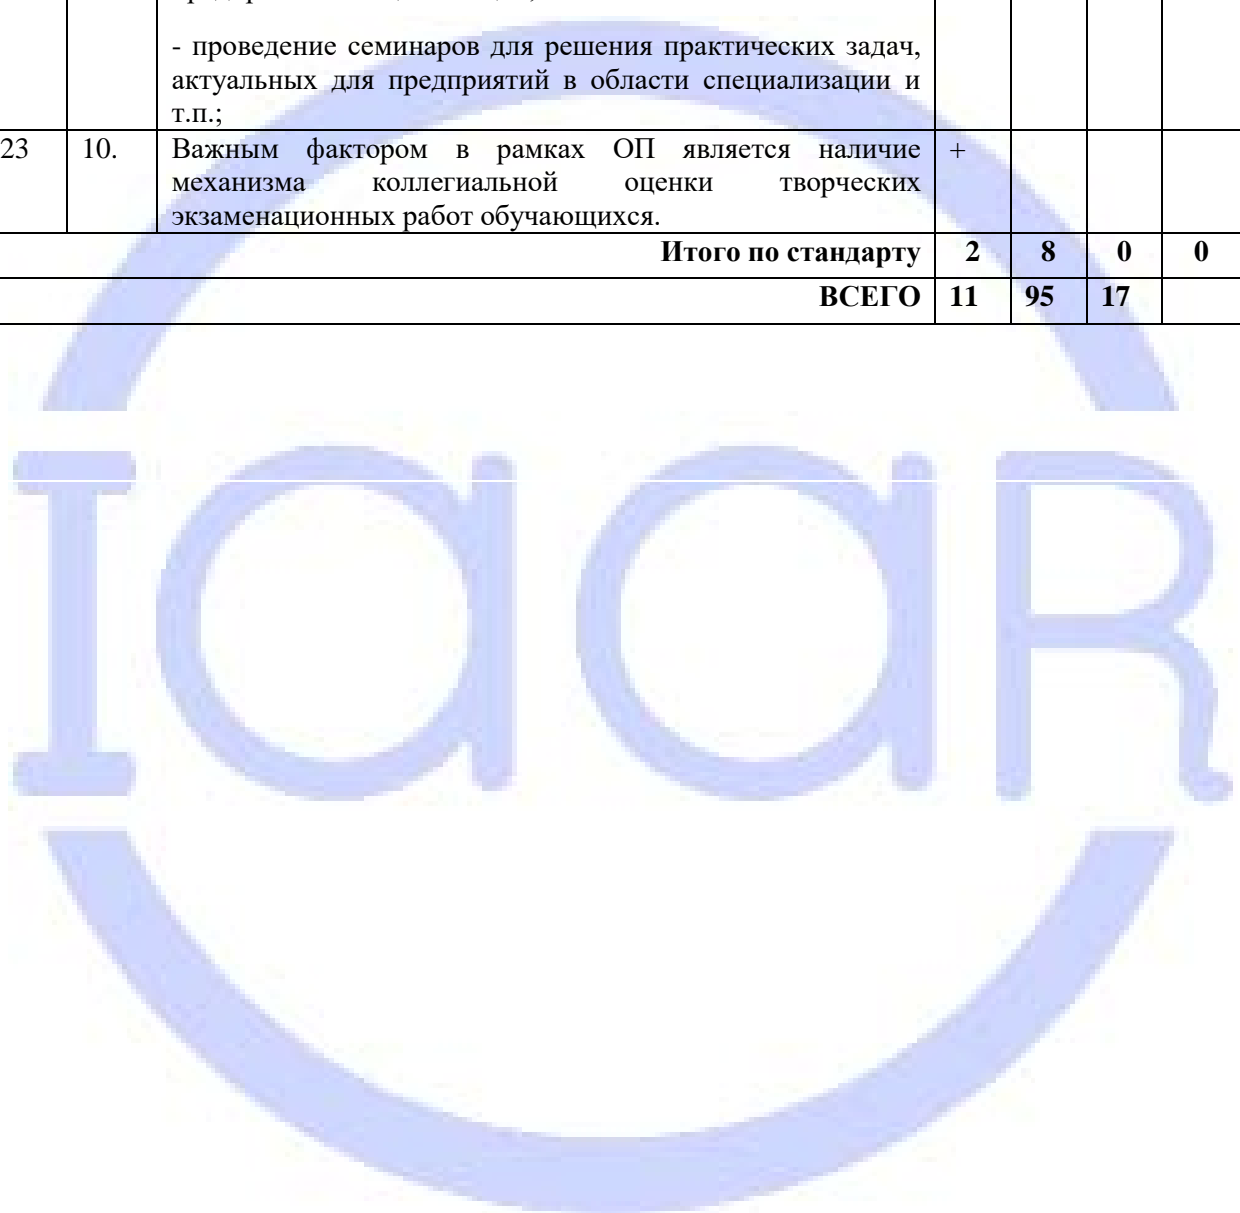 - проведение семинаров для решения практических задач,
актуальных для предприятий в области специализации и
т.п.;
23 10. Важным фактором в рамках ОП является наличие +
механизма коллегиальной оценки творческих
экзаменационных работ обучающихся.
Итого по стандарту 2 8 0 0
ВСЕГО 11 95 17
IaaR